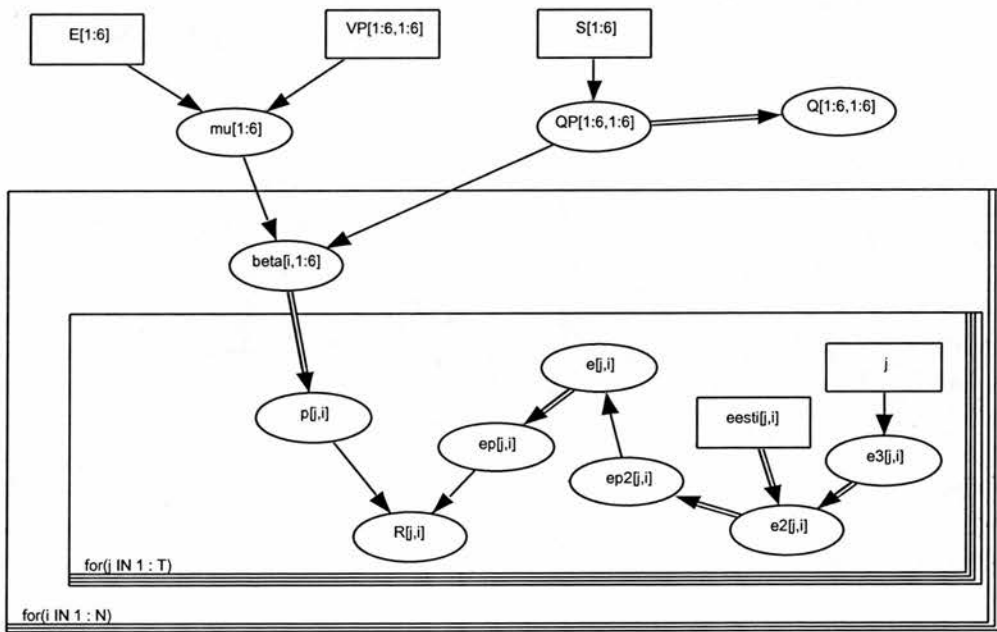 E[1:6]
VP[1:6,1:6]
S[1:6]
mu[1:6]
QP[1:6,1:6]
Q[1:6,1:6]
beta[i,1:6]
e[j,i]
j
p[j,i]
eesti[j,i]
ep[j,i]
e3[j,i]
ep2[j,i]
R[j,i]
e2[j,i]
for(j IN 1 : T)
for(i IN 1 : N)